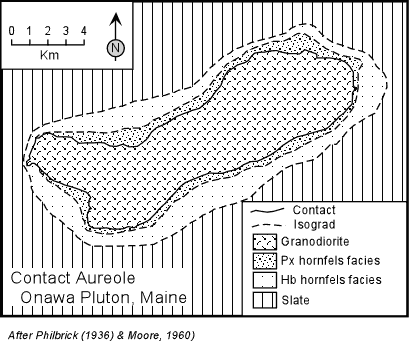 0 1 2 3 4
Km
N
Contact
Isograd
Granodiorite
Px hornfels facies
Hb hornfels facies
Slate
Contact Aureole
Onawa Pluton, Maine
After Philbrick (1936) & Moore, 1960)